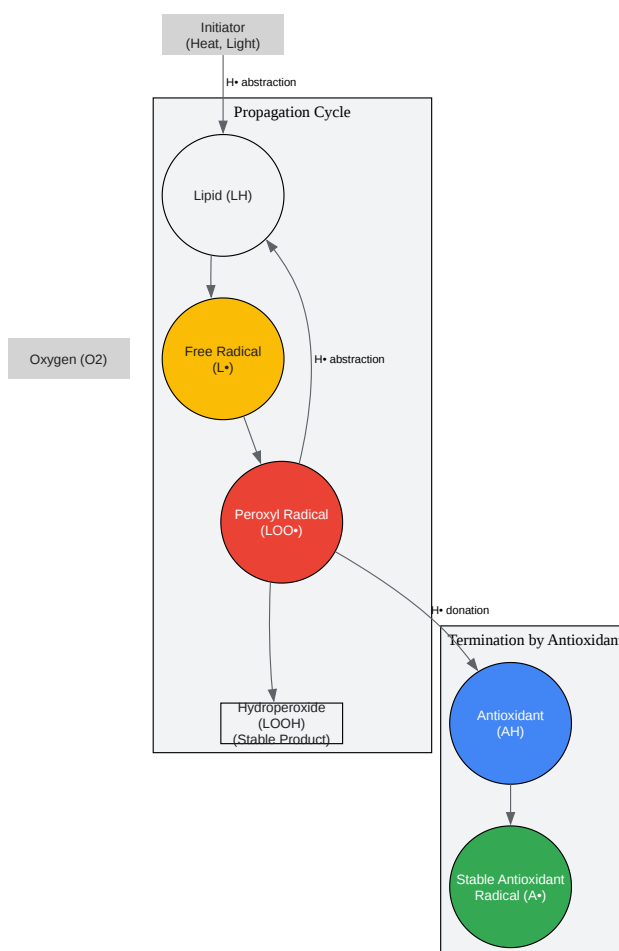 Initiator
(Heat, Light)
H• abstraction
Propagation Cycle
Lipid (LH)
Oxygen (O2)
Free Radical
(L•)
H• abstraction
Peroxyl Radical
(LOO•)
H• donation
Termination by Antioxidant
Hydroperoxide
(LOOH)
(Stable Product)
Antioxidant
(AH)
Stable Antioxidant
Radical (A•)